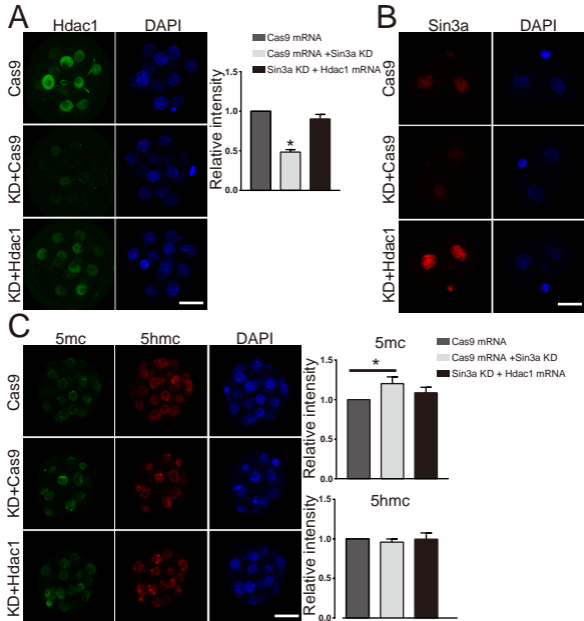 A
Hdac1 DAPI
Cas9
KD+Cas9
KD+Hdac1
Cas9 mRNA
Cas9 mRNA +Sin3a KD
Sin3a KD + Hdac1 mRNA
Relative intensity
1.5
1.0
0.5
0.0
*
B
Sin3a DAPI
Cas9
KD+Cas9
KD+Hdac1
C
5mc 5hmc DAPI
Cas9
KD+Cas9
KD+Hdac1
5mc
Cas9 mRNA
Cas9 mRNA +Sin3a KD
Sin3a KD + Hdac1 mRNA
Relative intensity
1.5
1.0
0.5
0.0
*
5hmc
Relative intensity
1.5
1.0
0.5
0.0